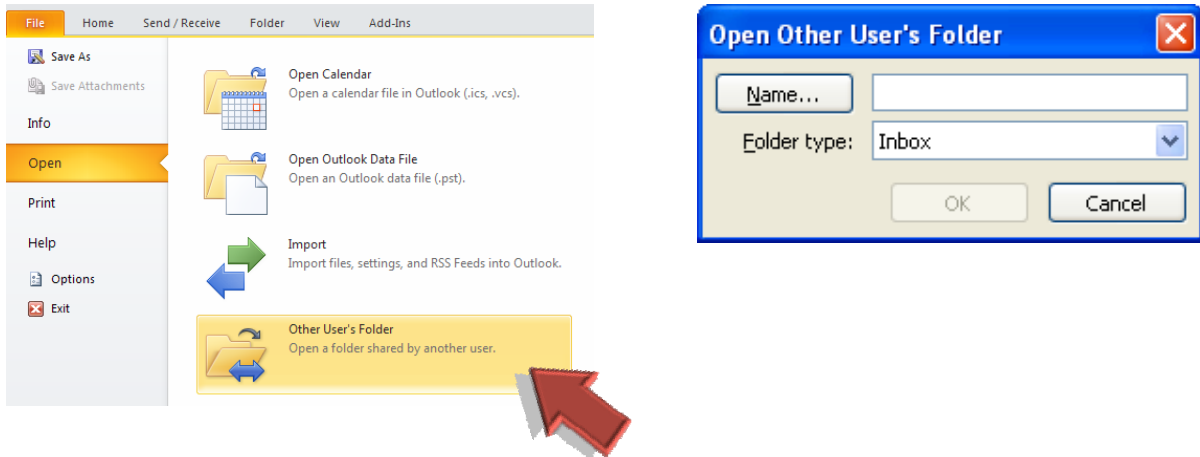 File Home Send / Receive Folder View Add-Ins
Save As
Save Attachments
Info
Open
Print
Help
Options
Exit
Open Calendar
Open a calendar file in Outlook (.ics, .vcs).
Open Outlook Data File
Open an Outlook data file (.pst).
Import
Import files, settings, and RSS Feeds into Outlook.
Other User's Folder
Open a folder shared by another user.
Open Other User's Folder
Name...
Folder type: Inbox
OK Cancel